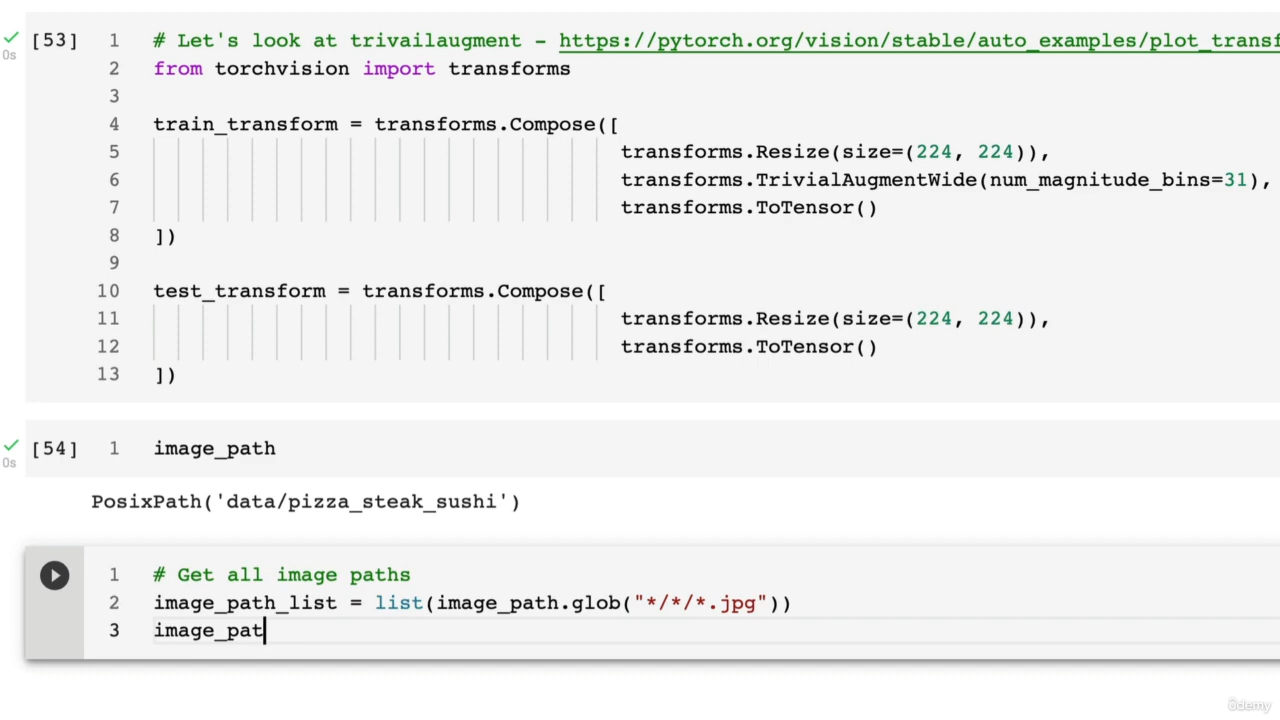 [53] 1 # Let's look at trivailaugment - https://pytorch.org/vision/stable/auto_examples/plot_transf
0s
2 from torchvision import transforms
3
4 train_transform = transforms.Compose([
5 transforms.Resize(size=(224, 224)),
6 transforms.TrivialAugmentWide(num_magnitude_bins=31),
7 transforms.ToTensor()
8 ])
9
10 test_transform = transforms.Compose([
11 transforms.Resize(size=(224, 224)),
12 transforms.ToTensor()
13 ])
[54] 1 image_path
0s
PosixPath('data/pizza_steak_sushi')
1 # Get all image paths
2 image_path_list = list(image_path.glob("*/*/*.jpg"))
3 image_pat
ûdemy